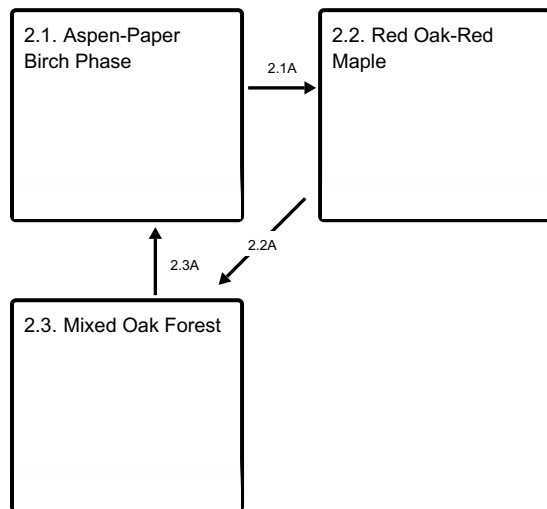 2.1. Aspen-Paper
Birch Phase
2.2. Red Oak-Red
Maple
2.1A
2.2A
2.3A
2.3. Mixed Oak Forest